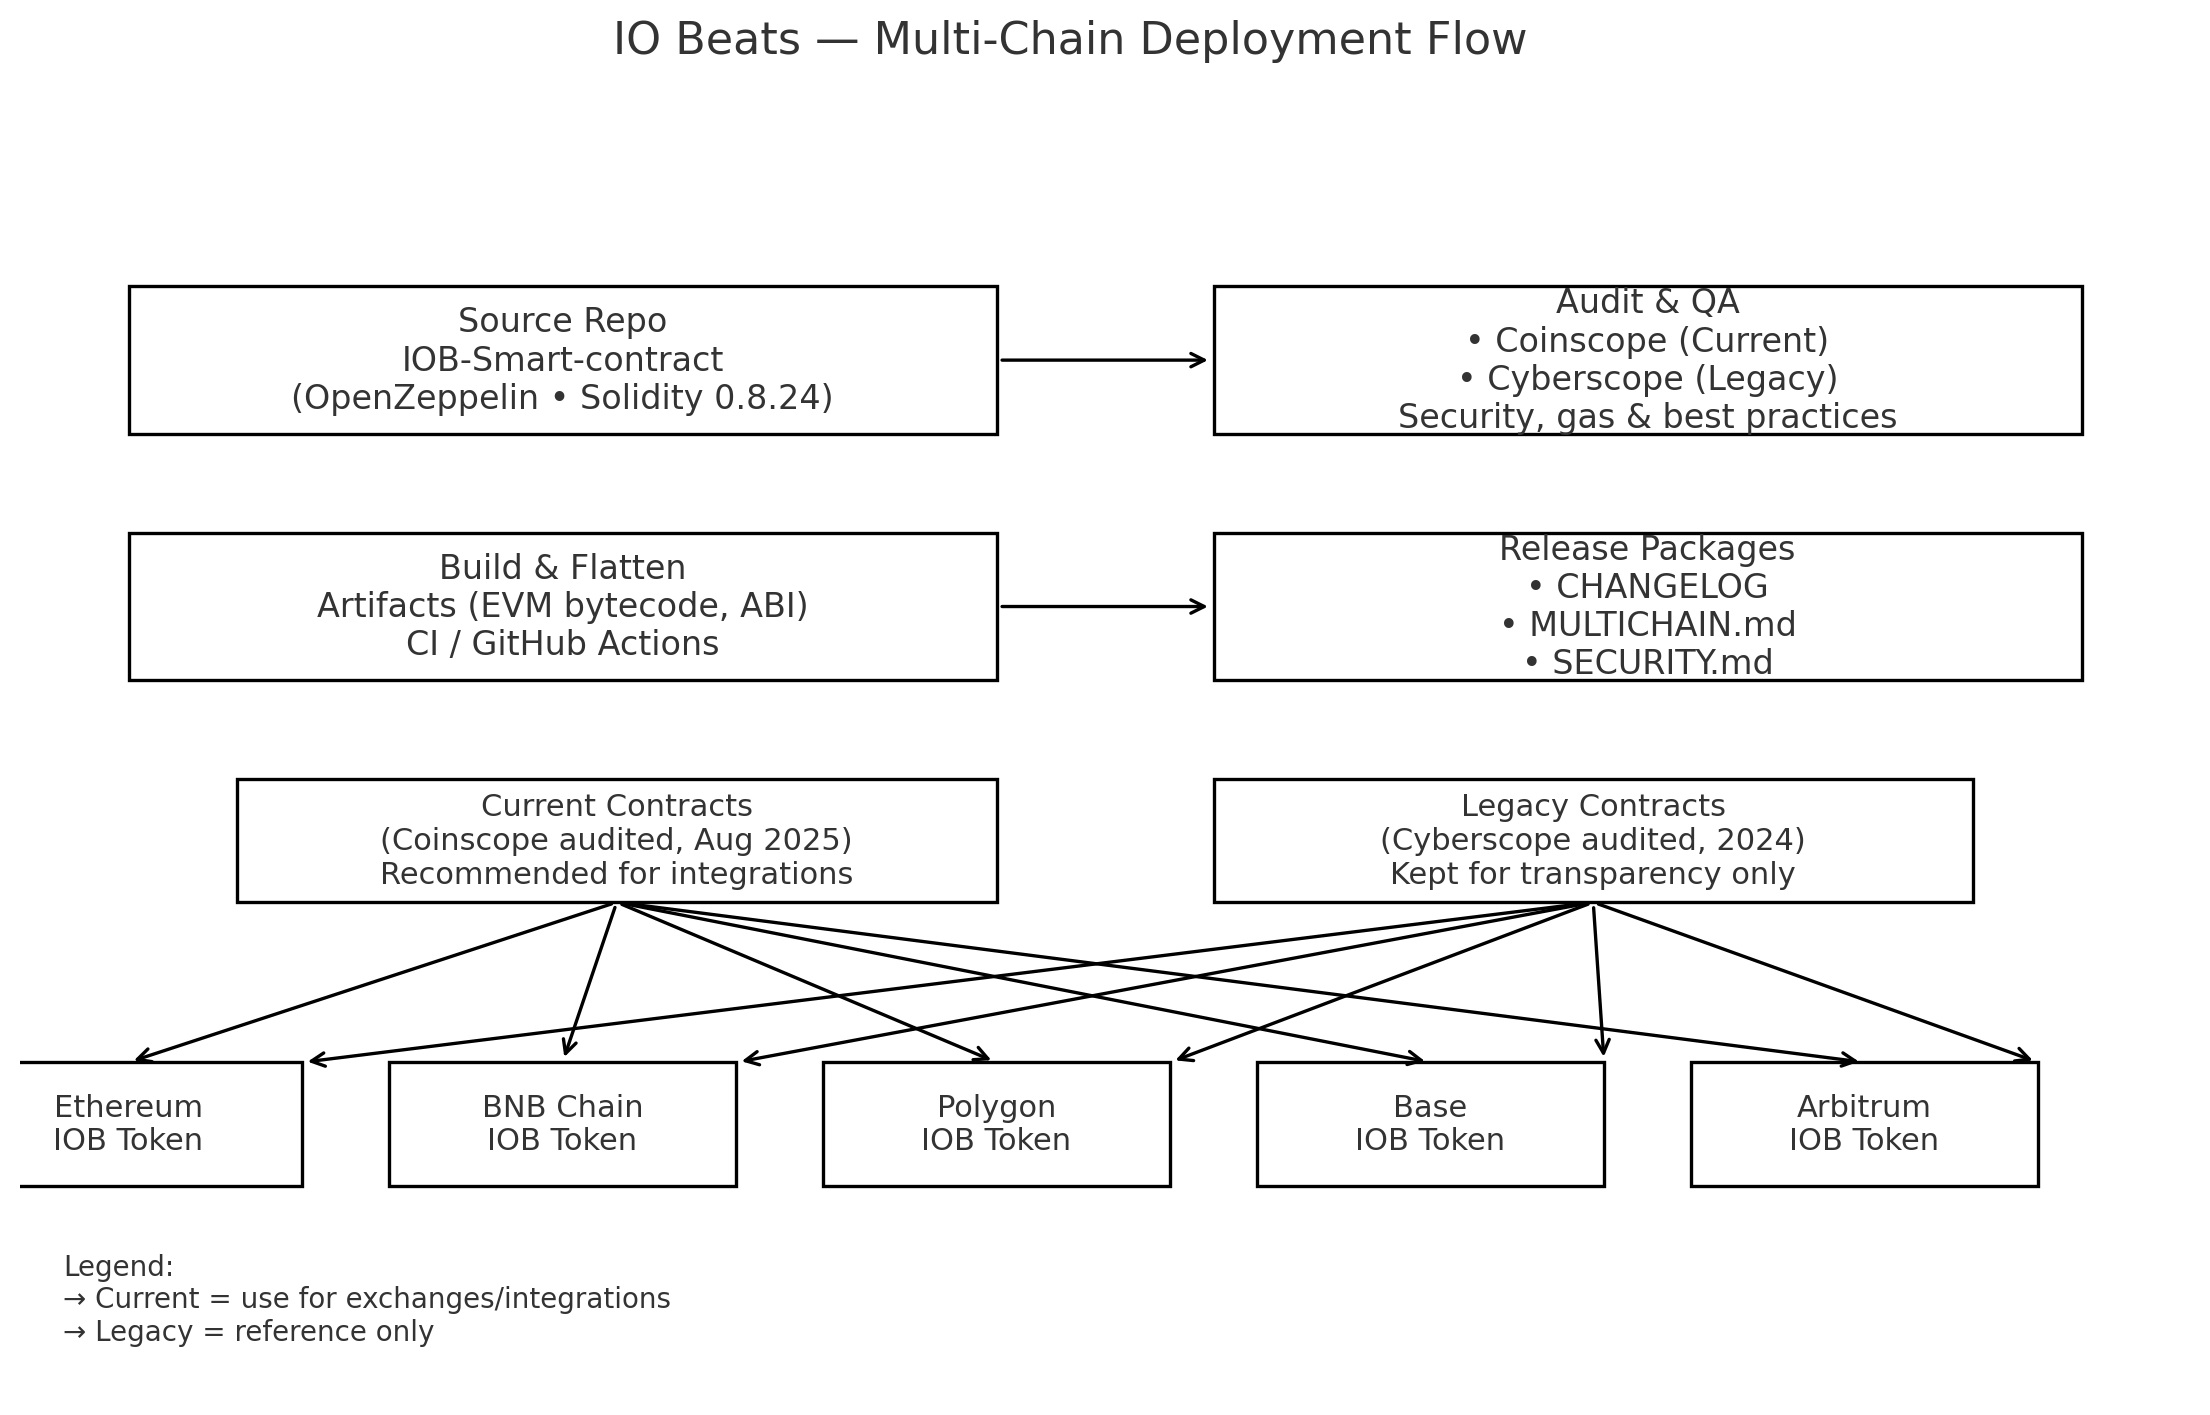 IO Beats — Multi-Chain Deployment Flow
Source Repo
IOB-Smart-contract
(OpenZeppelin • Solidity 0.8.24)
Audit & QA
• Coinscope (Current)
• Cyberscope (Legacy)
Security, gas & best practices
Build & Flatten
Artifacts (EVM bytecode, ABI)
CI / GitHub Actions
Release Packages
• CHANGELOG
• MULTICHAIN.md
• SECURITY.md
Current Contracts
(Coinscope audited, Aug 2025)
Recommended for integrations
Legacy Contracts
(Cyberscope audited, 2024)
Kept for transparency only
Ethereum
IOB Token
BNB Chain
IOB Token
Polygon
IOB Token
Base
IOB Token
Arbitrum
IOB Token
Legend:
→ Current = use for exchanges/integrations
→ Legacy = reference only